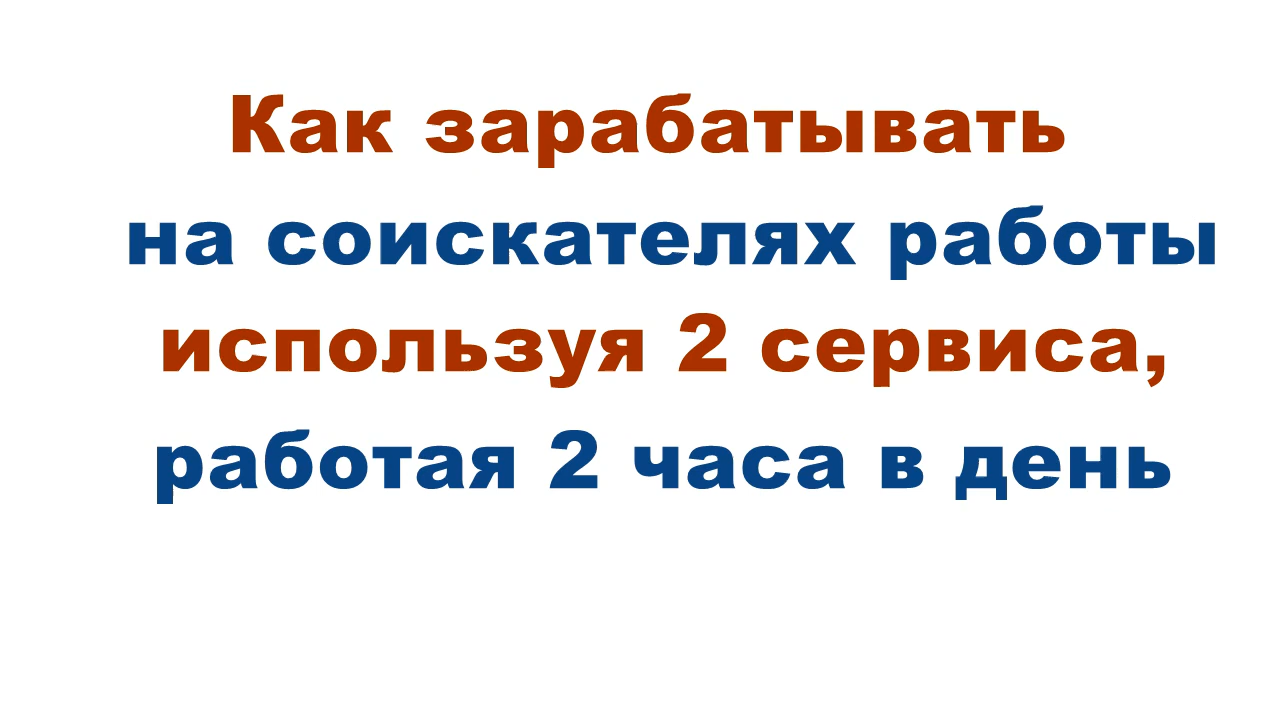 Как зарабатывать
на соискателях работы
используя 2 сервиса,
работая 2 часа в день